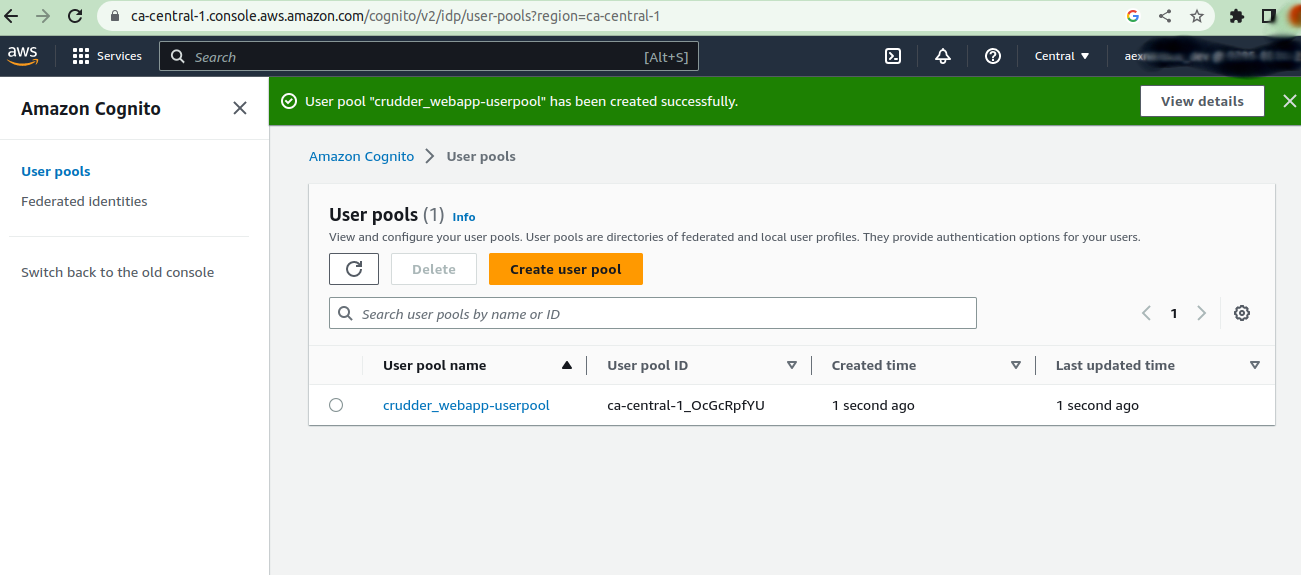 ca-central-1.console.aws.amazon.com/cognito/v2/idp/user-pools?region=ca-central-1
aws Services Search [Alt+S] Central
Amazon Cognito
User pool "crudder_webapp-userpool" has been created successfully. View details
User pools
Federated identities
Switch back to the old console
Amazon Cognito User pools
User pools (1) Info
View and configure your user pools. User pools are directories of federated and local user profiles. They provide authentication options for your users.
Delete Create user pool
Search user pools by name or ID 1
User pool name User pool ID Created time Last updated time
crudder_webapp-userpool ca-central-1_OcGcRpfYU 1 second ago 1 second ago